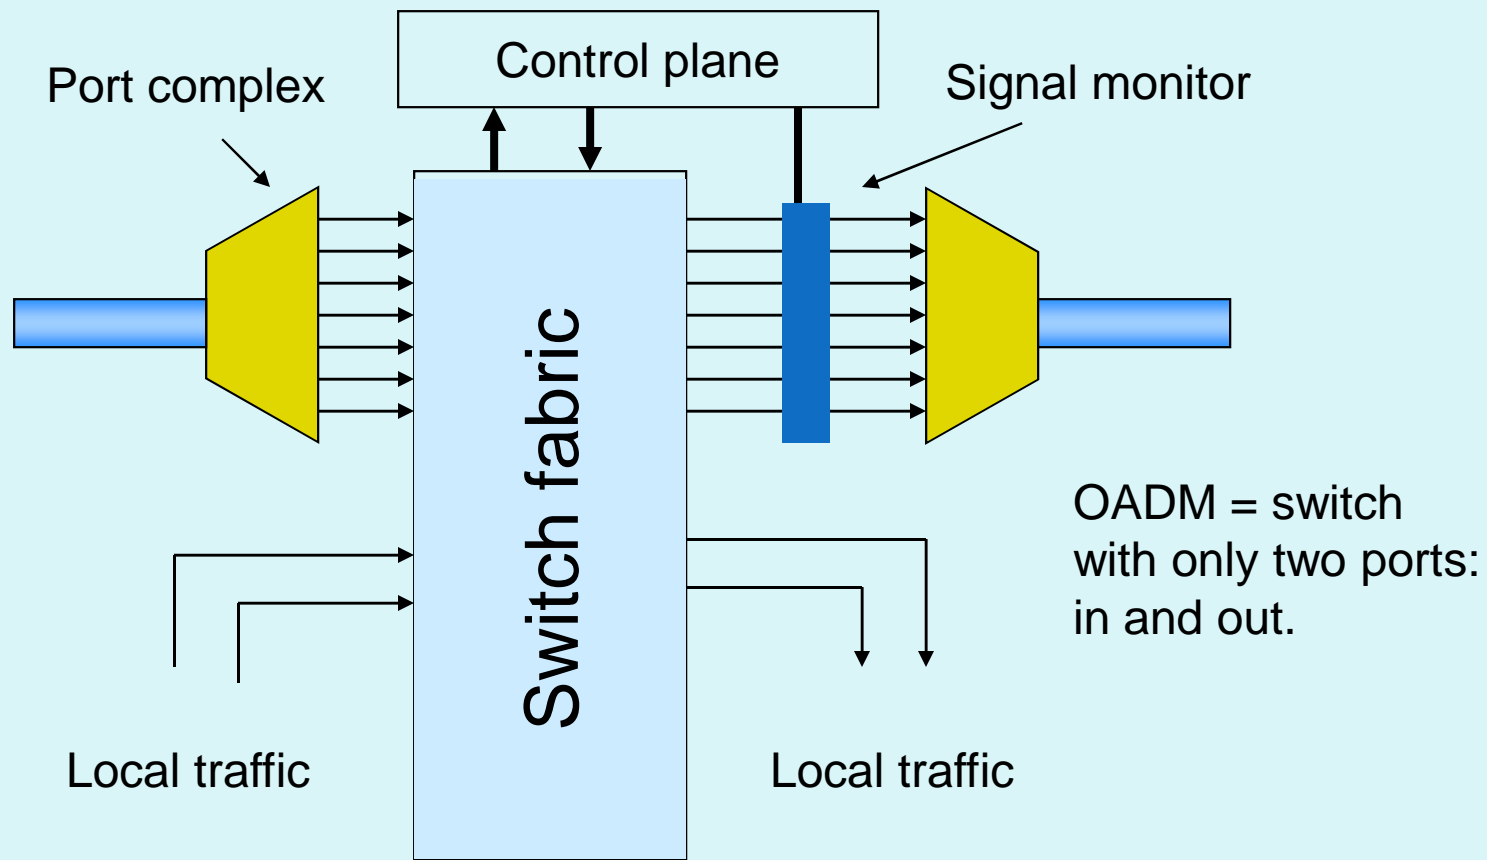 Control plane
Port complex
Signal monitor
Switch fabric
OADM = switch
with only two ports:
in and out.
Local traffic
Local traffic